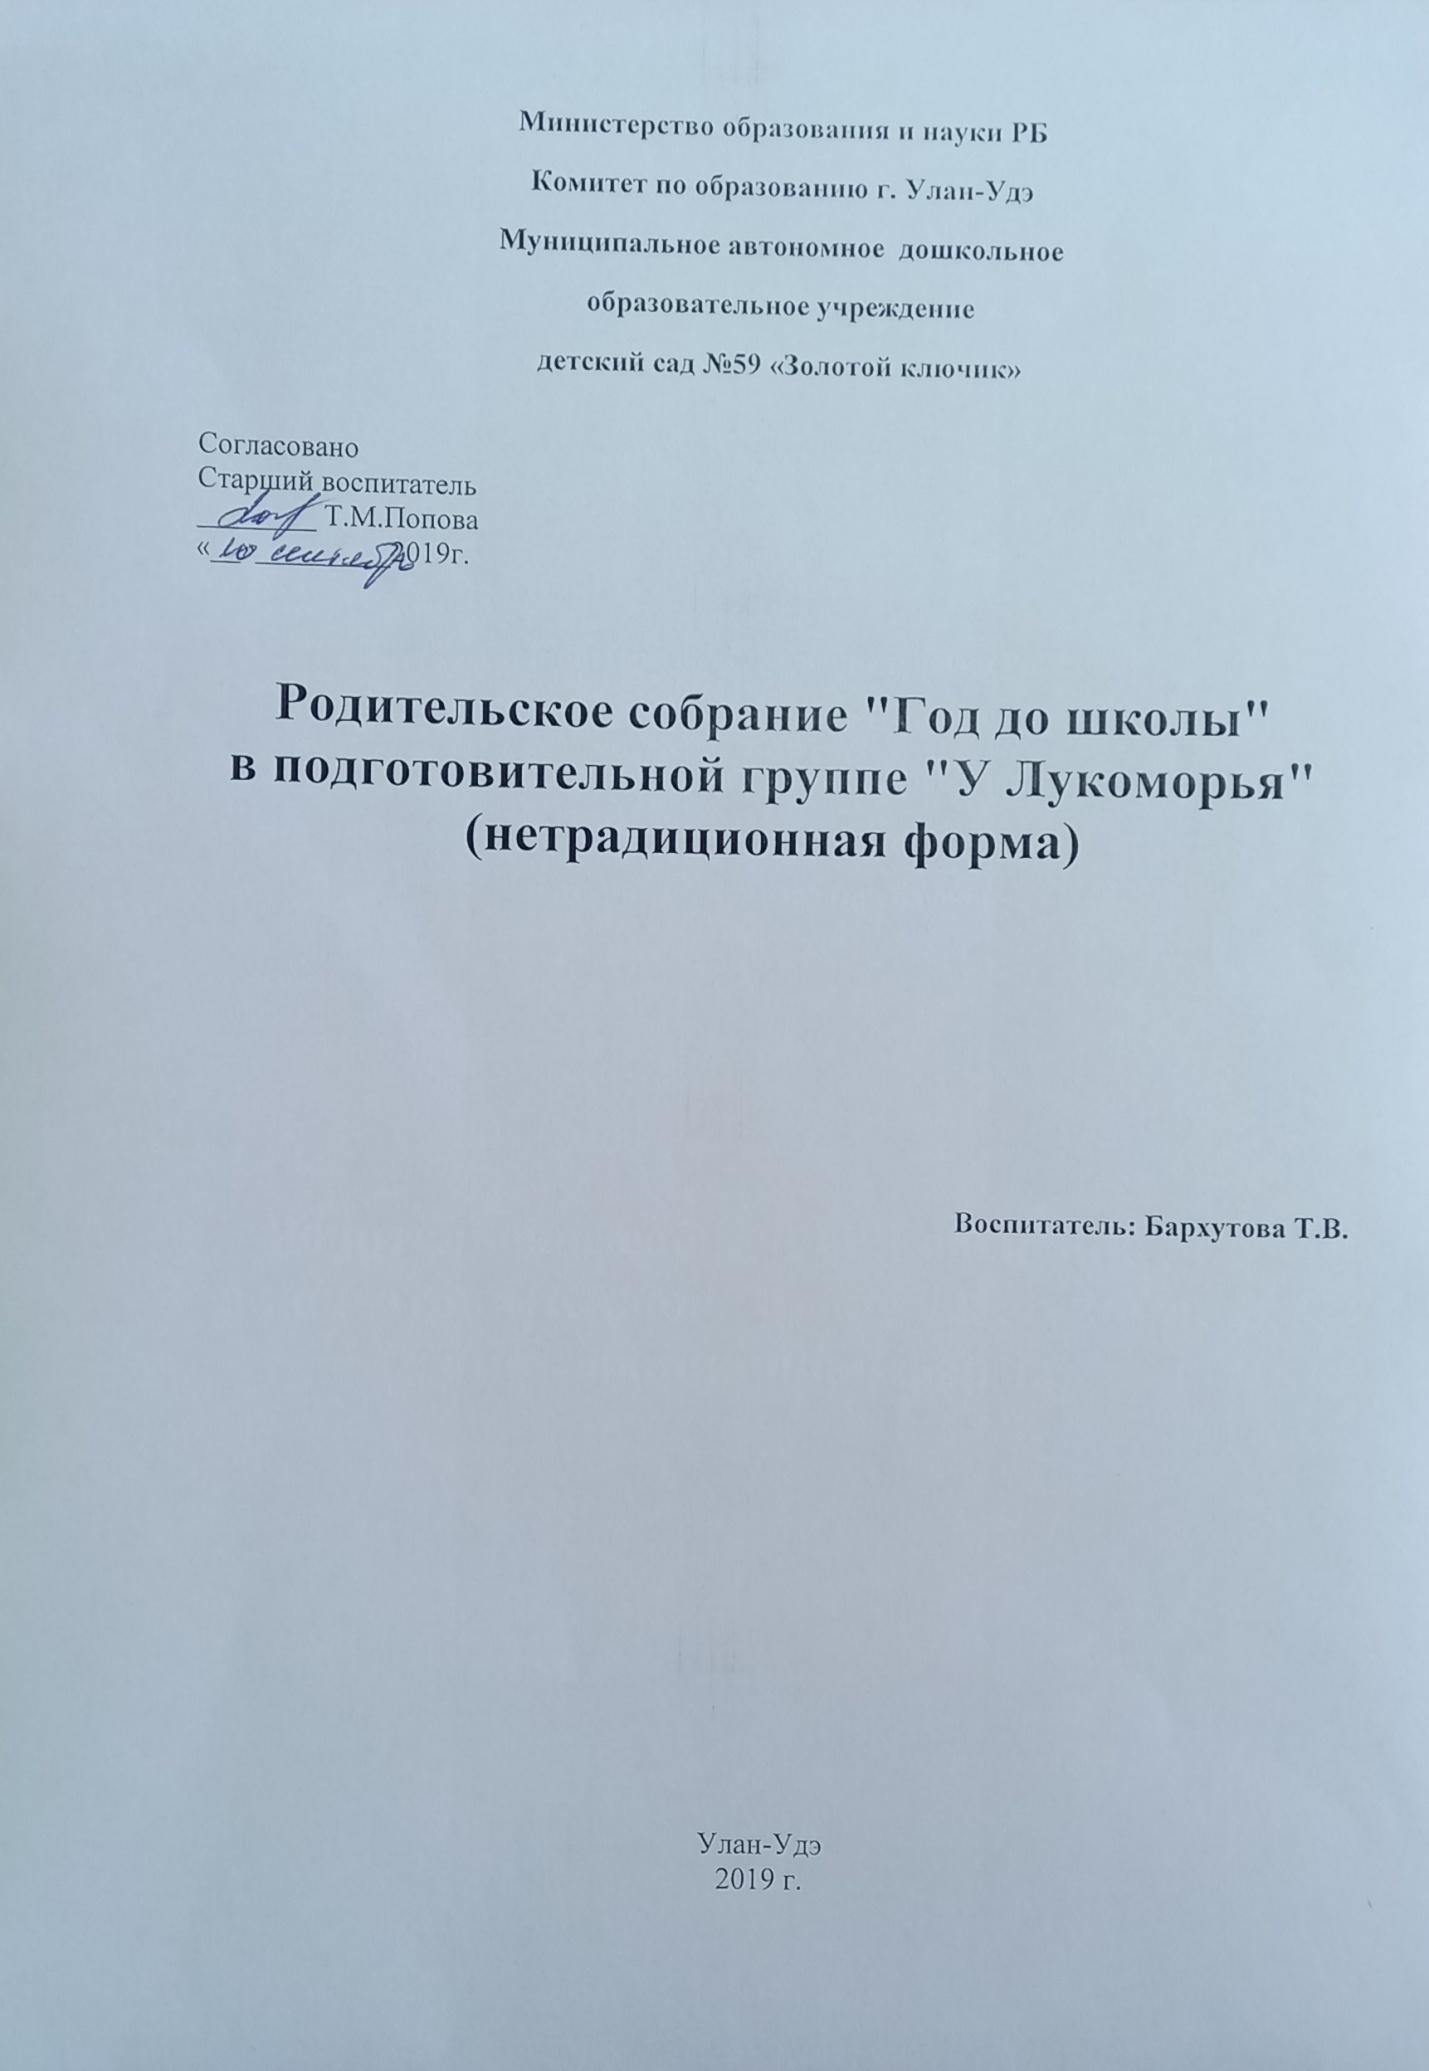 Министерство образования и науки РБ
Комитет по образованию г. Улан-Удэ
Муниципальное автономное дошкольное
образовательное учреждение
детский сад №59 «Золотой ключик»
Согласовано
Старший воспитатель
Т.М.Попова
«10 сентября 2019г.
Родительское собрание "Год до школы"
в подготовительной группе "У Лукоморья"
(нетрадиционная форма)
Воспитатель: Бархутова Т.В.
Улан-Удэ
2019 г.